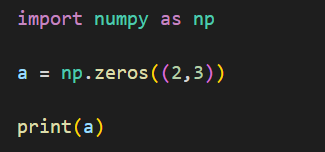 import numpy as np
a = np.zeros((2,3))
print(a)